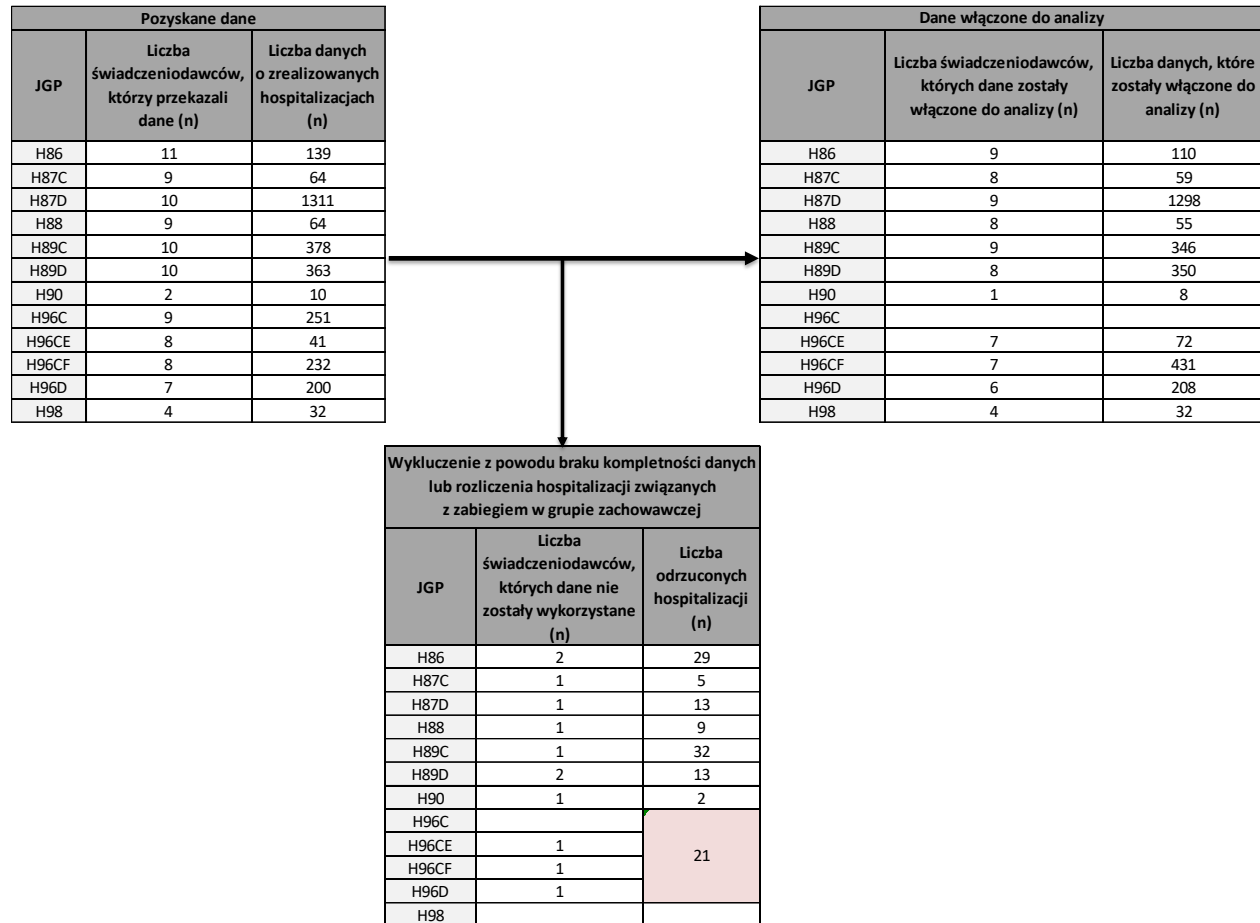 Pozyskane dane
JGP
Liczba
świadczeniodawców,
którzy przekazali
dane (n)
Liczba danych
o zrealizowanych
hospitalizacjach
(n)
H86 11 139
H87C 9 64
H87D 10 1311
H88 9 64
H89C 10 378
H89D 10 363
H90 2 10
H96C 9 251
H96CE 8 41
H96CF 8 232
H96D 7 200
H98 4 32
Dane włączone do analizy
JGP
Liczba świadczeniodawców,
których dane zostały
włączone do analizy (n)
Liczba danych, które
zostały włączone do
analizy (n)
H86 9 110
H87C 8 59
H87D 9 1298
H88 8 55
H89C 9 346
H89D 8 350
H90 1 8
H96C
H96CE 7 72
H96CF 7 431
H96D 6 208
H98 4 32
Wykluczenie z powodu braku kompletności danych
lub rozliczenia hospitalizacji związanych
z zabiegiem w grupie zachowawczej
JGP
Liczba
świadczeniodawców,
których dane nie
zostały wykorzystane
(n)
Liczba
odrzuconych
hospitalizacji
(n)
H86 2 29
H87C 1 5
H87D 1 13
H88 1 9
H89C 1 32
H89D 2 13
H90 1 2
H96C
H96CE 1
21
H96CF 1
H96D 1
H98